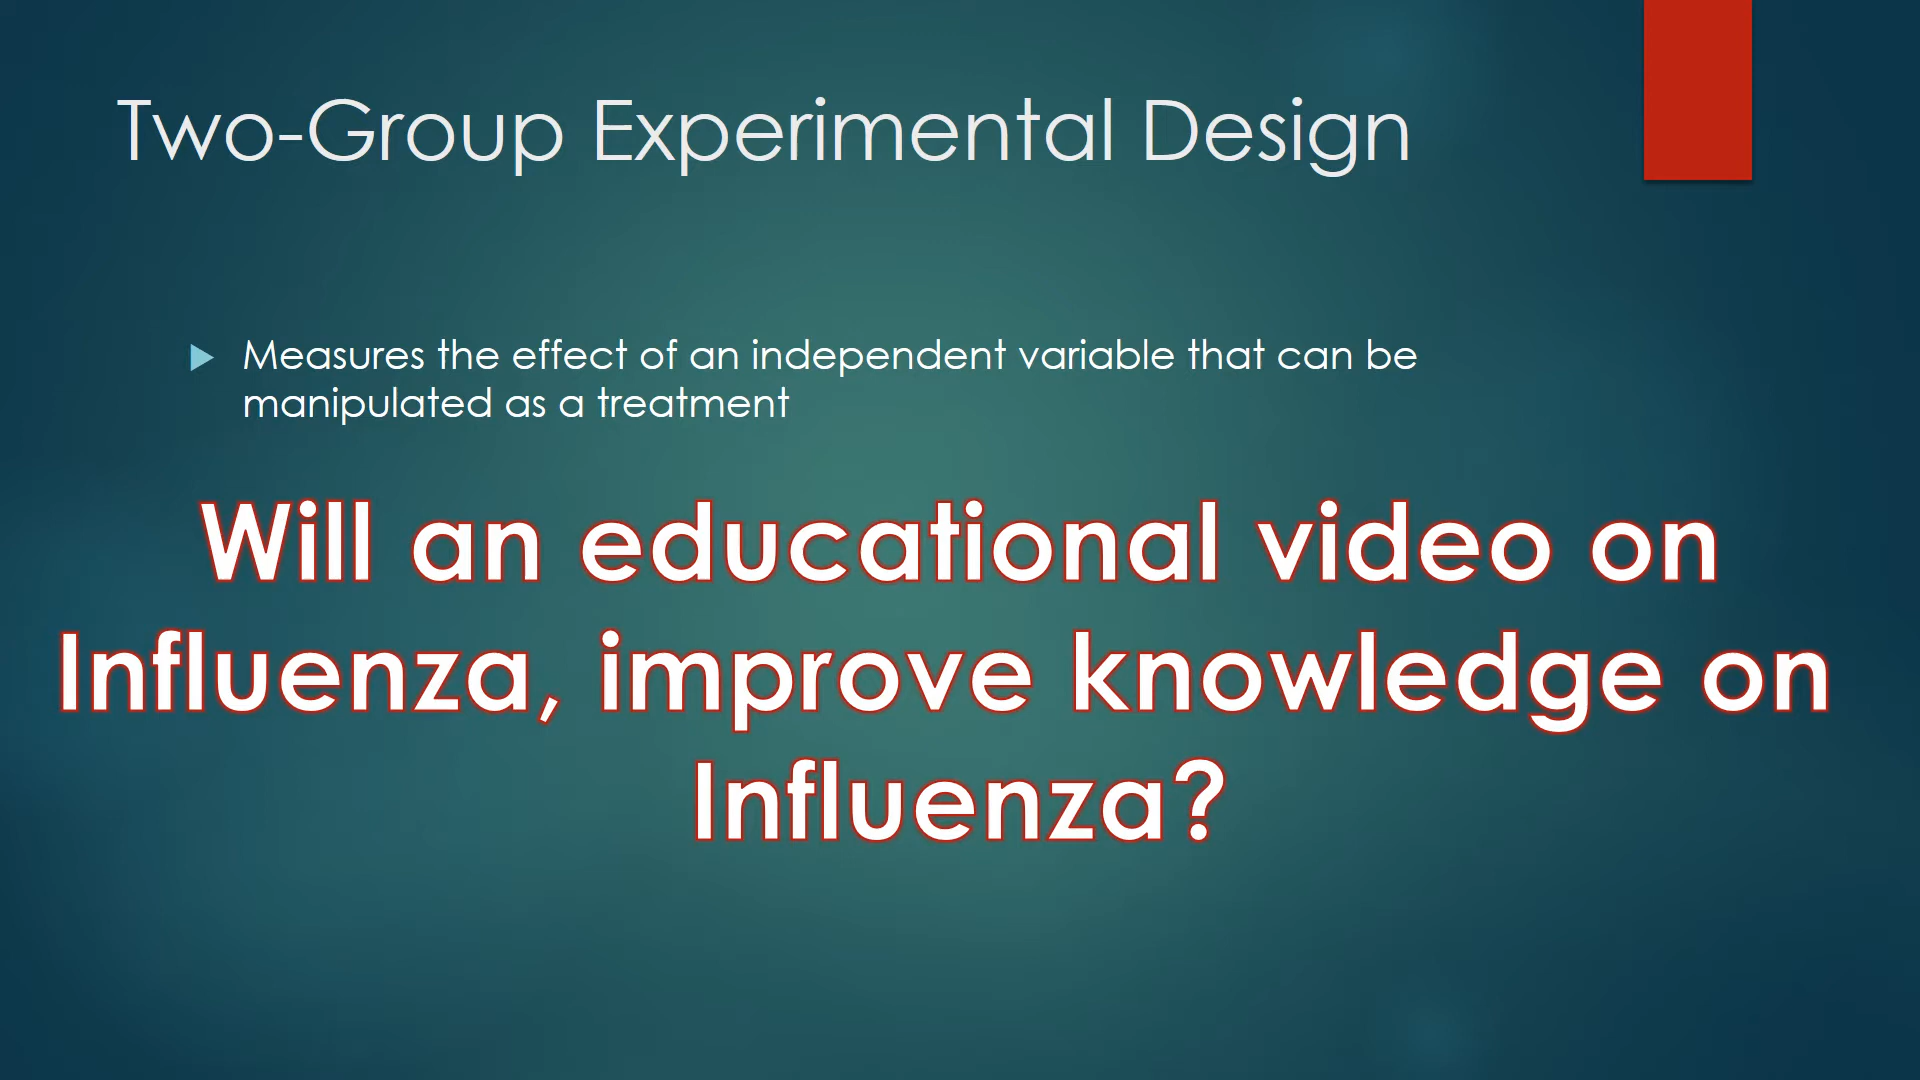 Two-Group Experimental Design
Measures the effect of an independent variable that can be
manipulated as a treatment
Will an educational video on
Influenza, improve knowledge on
Influenza?